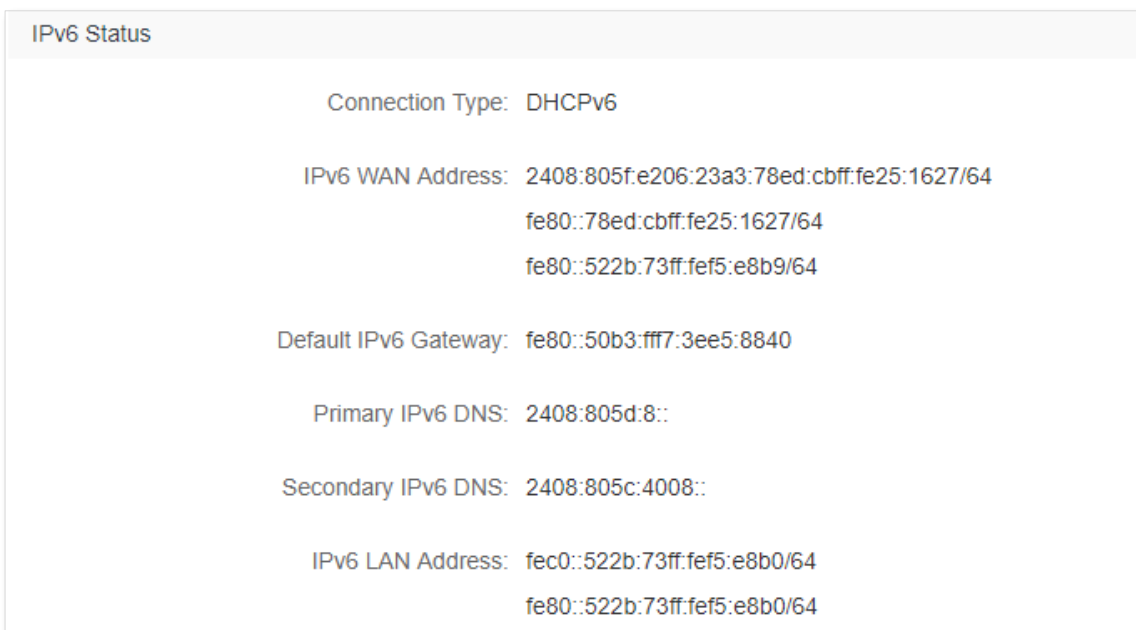 IPv6 Status
Connection Type: DHCPv6
IPv6 WAN Address: 2408:805f:e206:23a3:78ed:cbff:fe25:1627/64
fe80::78ed:cbff:fe25:1627/64
fe80::522b:73ff:fef5:e8b9/64
Default IPv6 Gateway: fe80::50b3:fff7:3ee5:8840
Primary IPv6 DNS: 2408:805d:8::
Secondary IPv6 DNS: 2408:805c:4008::
IPv6 LAN Address: fec0::522b:73ff:fef5:e8b0/64
fe80::522b:73ff:fef5:e8b0/64